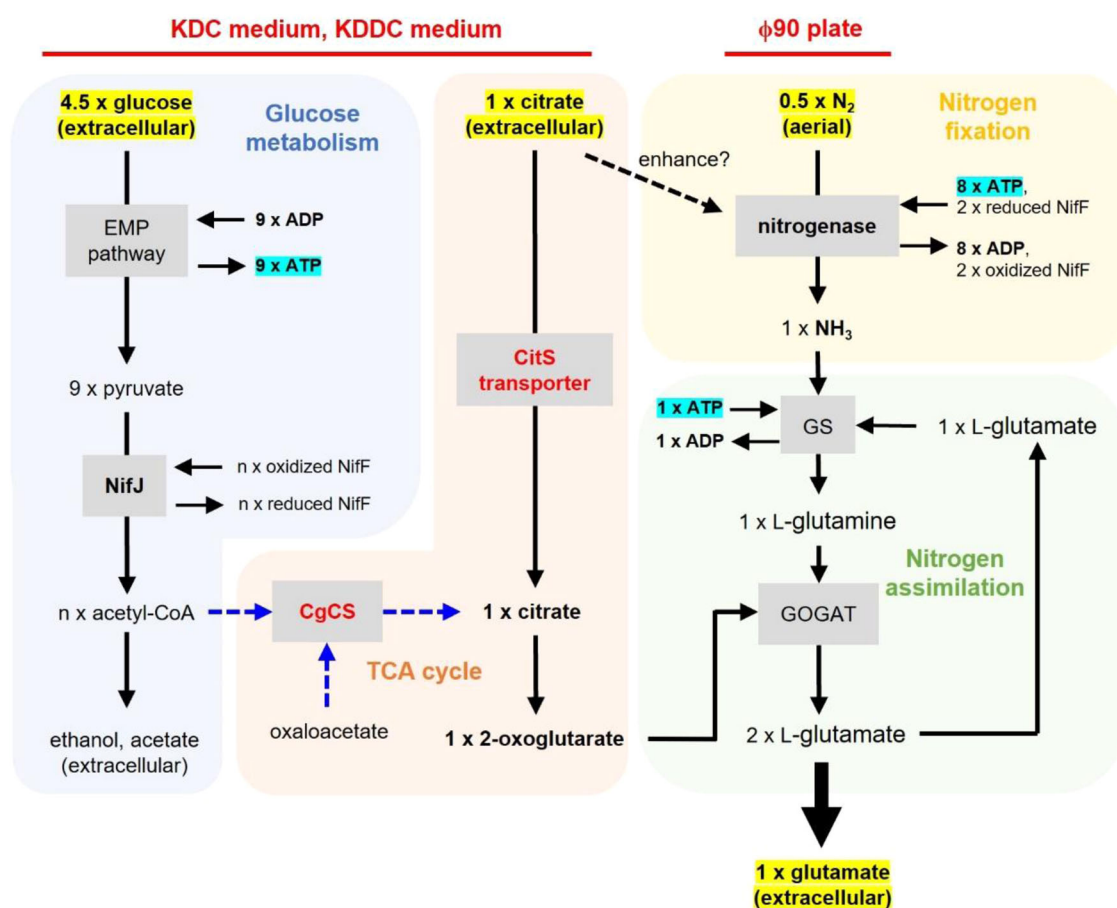 KDC medium, KDDC medium
ϕ90 plate
4.5 x glucose
(extracellular)
Glucose
metabolism
EMP
pathway
9 x ADP
9 x ATP
9 x pyruvate
NifJ
n x oxidized NifF
n x reduced NifF
n x acetyl-CoA
ethanol, acetate
(extracellular)
1 x citrate
(extracellular)
enhance?
CitS
transporter
CgCS
1 x citrate
TCA cycle
oxaloacetate
1 x 2-oxoglutarate
0.5 x N₂
(aerial)
Nitrogen
fixation
nitrogenase
8 x ATP,
2 x reduced NifF
8 x ADP,
2 x oxidized NifF
1 x NH₃
1 x ATP
1 x ADP
GS
1 x L-glutamate
1 x L-glutamine
Nitrogen
assimilation
GOGAT
2 x L-glutamate
1 x glutamate
(extracellular)